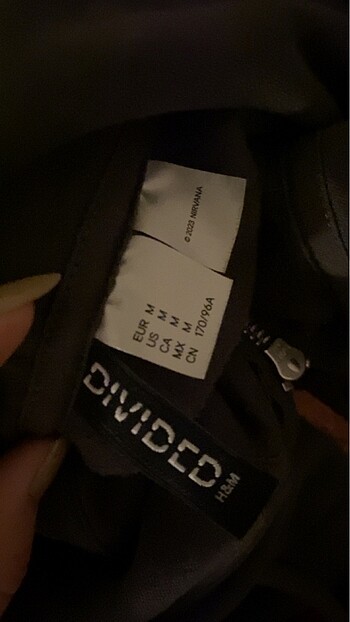 © 2023 NIRVANA
EUR M
US M
CA M
MX M
CN 170/96A
DIVIDED
H&M